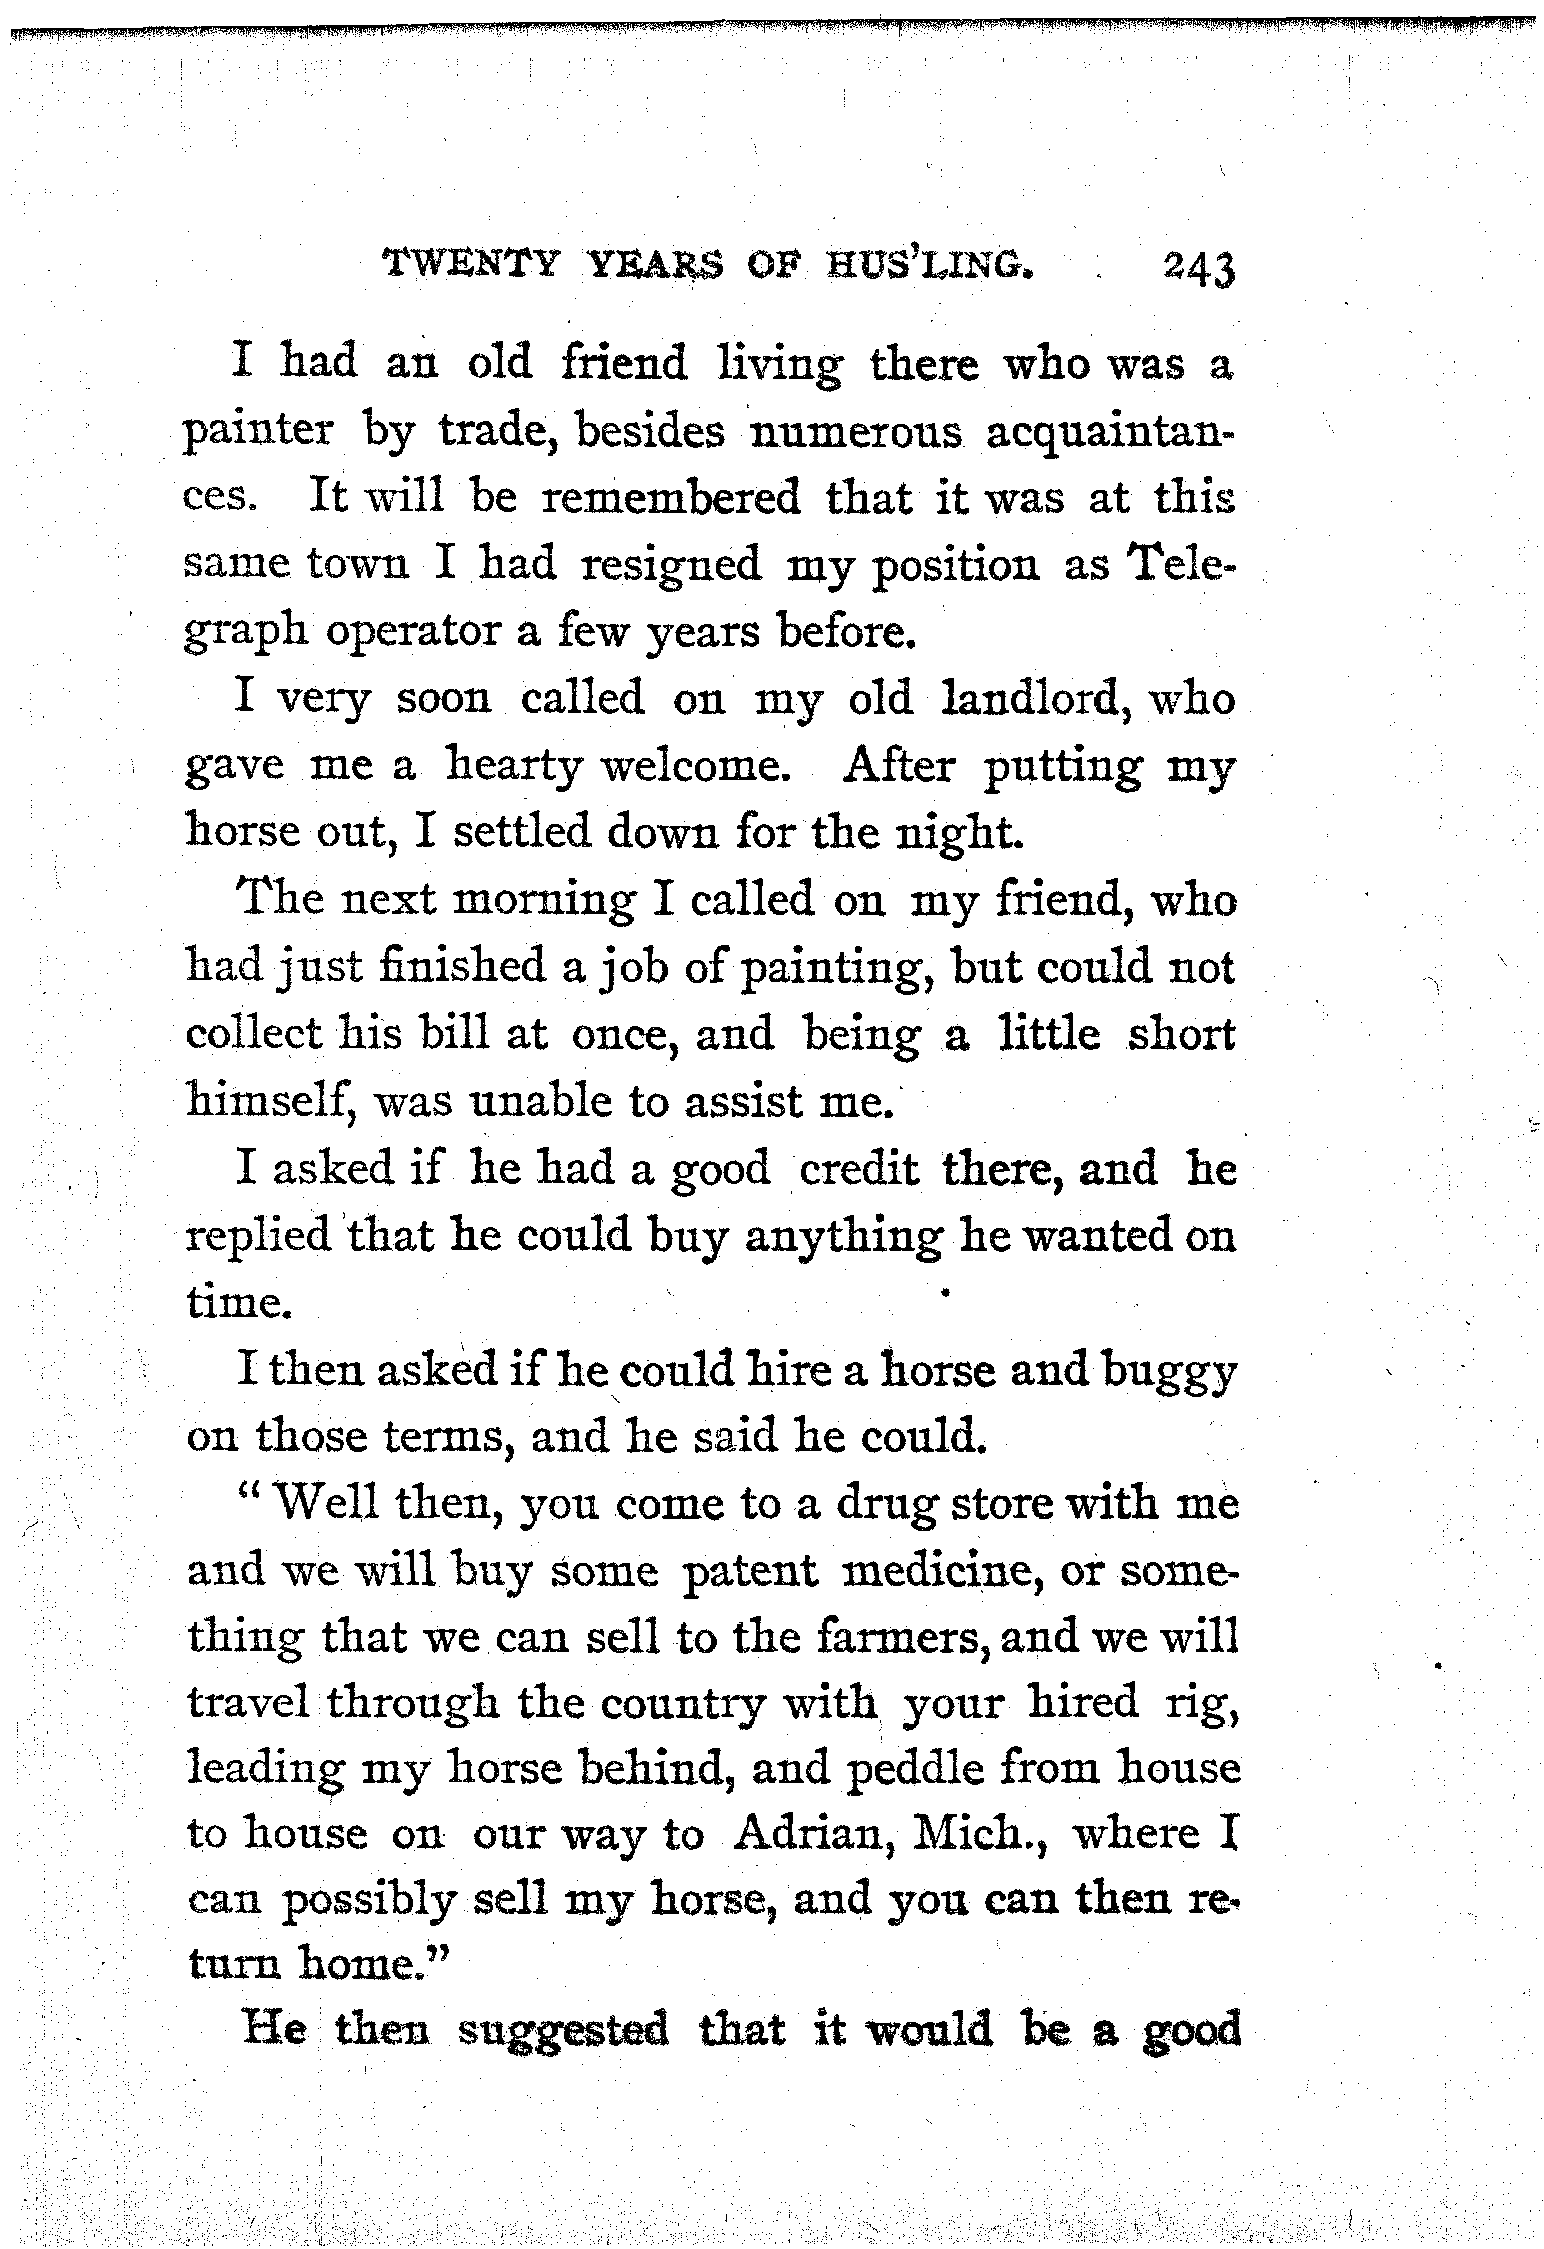 TWENTY YEARS OF HUS'LING. 243
I had an old friend living there who was a
painter by trade, besides numerous acquaintan-
ces. It will be remembered that it was at this
same town I had resigned my position as Tele-
graph operator a few years before.
I very soon called on my old landlord, who
gave me a hearty welcome. After putting my
horse out, I settled down for the night.
The next morning I called on my friend, who
had just finished a job of painting, but could not
collect his bill at once, and being a little short
himself, was unable to assist me.
I asked if he had a good credit there, and he
replied that he could buy anything he wanted on
time.
I then asked if he could hire a horse and buggy
on those terms, and he said he could.
" Well then, you come to a drug store with me
and we will buy some patent medicine, or some-
thing that we can sell to the farmers, and we will
travel through the country with your hired rig,
leading my horse behind, and peddle from house
to house on our way to Adrian, Mich., where I
can possibly sell my horse, and you can then re-
turn home."
He then suggested that it would be a good